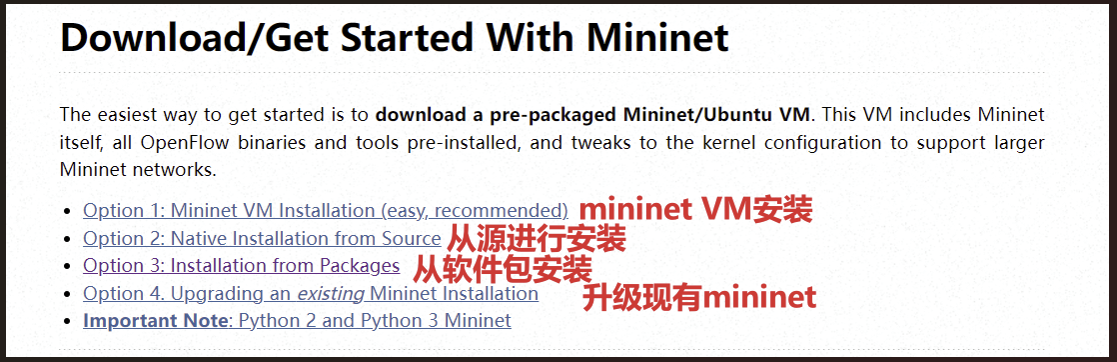 Download/Get Started With Mininet
The easiest way to get started is to download a pre-packaged Mininet/Ubuntu VM. This VM includes Mininet
itself, all OpenFlow binaries and tools pre-installed, and tweaks to the kernel configuration to support larger
Mininet networks.
Option 1: Mininet VM Installation (easy, recommended) mininet VM安装
Option 2: Native Installation from Source 从源进行安装
Option 3: Installation from Packages 从软件包安装
Option 4. Upgrading an existing Mininet Installation 升级现有mininet
Important Note: Python 2 and Python 3 Mininet